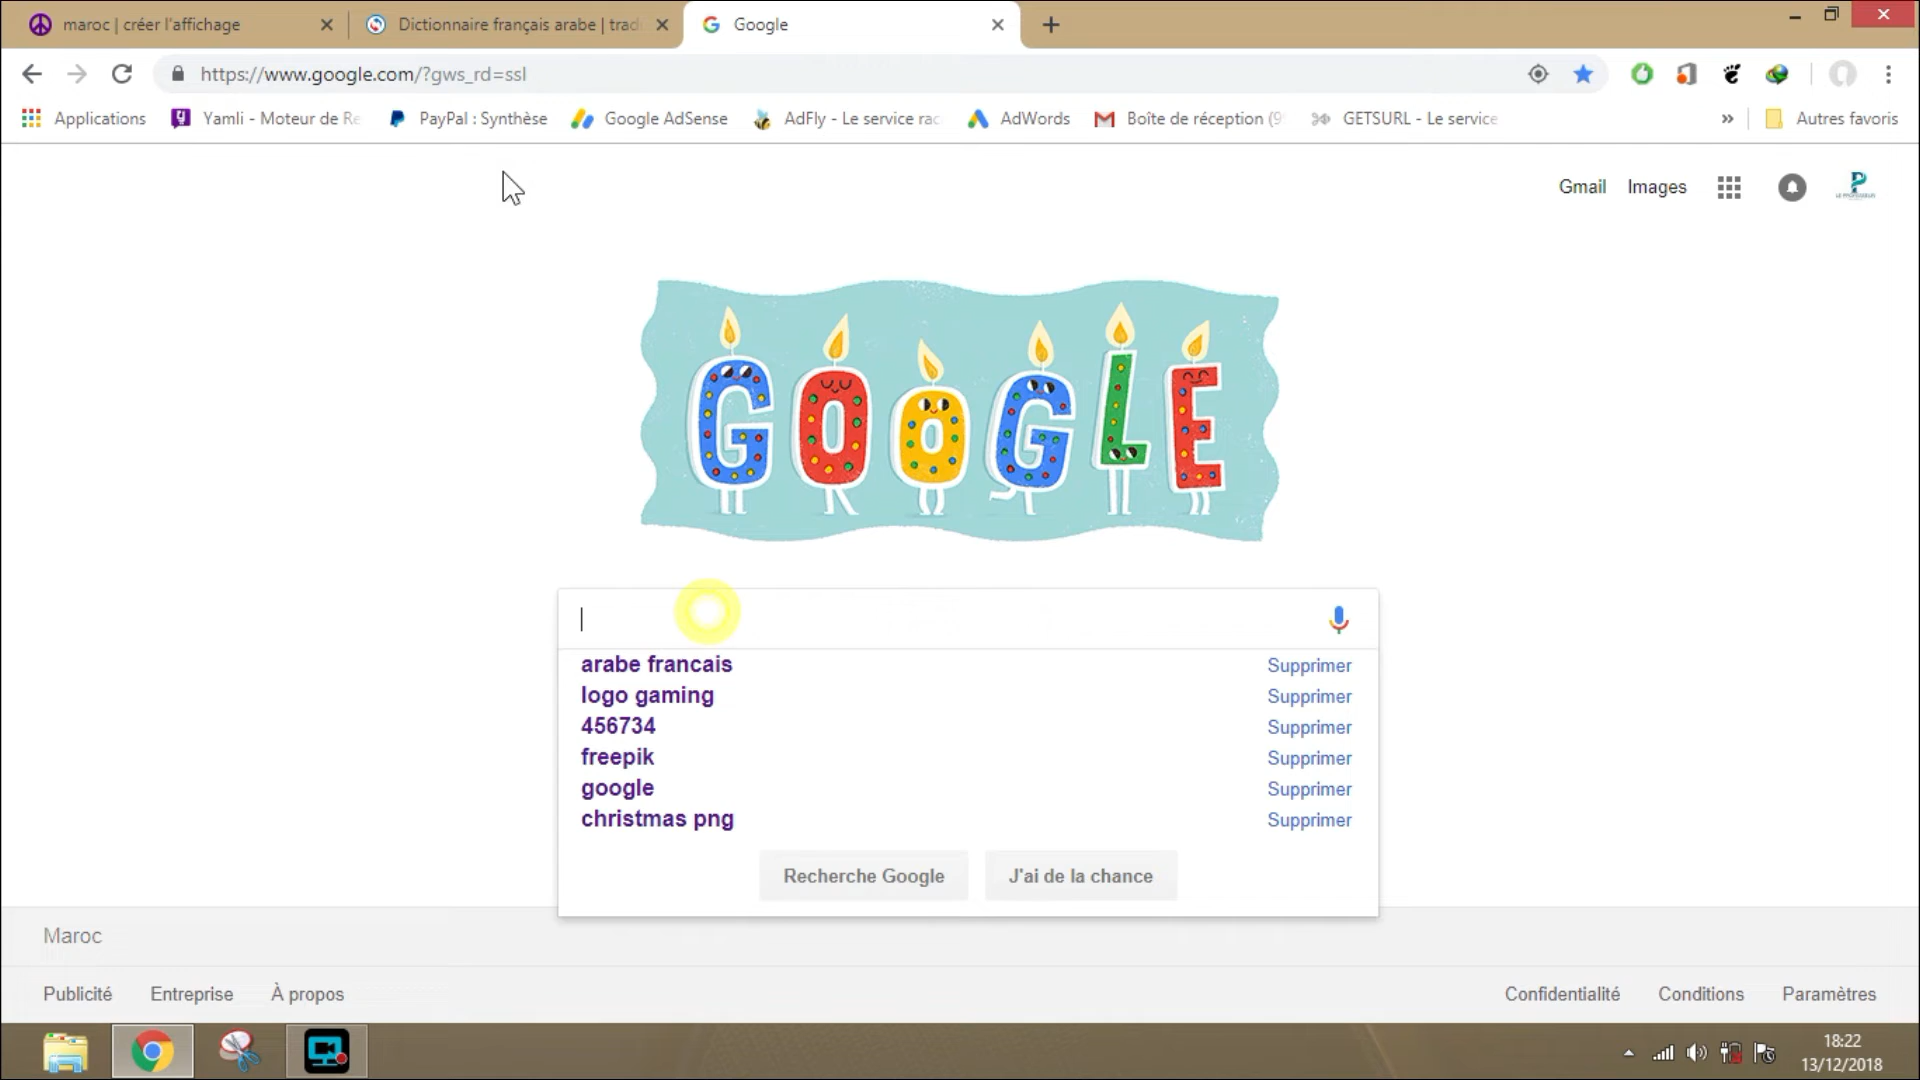 maroc | créer l'affichage
Dictionnaire français arabe | trad
Google
https://www.google.com/?gws_rd=ssl
Applications
Yamli - Moteur de Re
PayPal : Synthèse
Google AdSense
AdFly - Le service rac
AdWords
Boîte de réception (9
GETSURL - Le service
Autres favoris
Gmail
Images
LE PROFESSEUR
GOOGLE
arabe francais Supprimer
logo gaming Supprimer
456734 Supprimer
freepik Supprimer
google Supprimer
christmas png Supprimer
Recherche Google
J'ai de la chance
Maroc
Publicité Entreprise À propos
Confidentialité Conditions Paramètres
18:22
13/12/2018